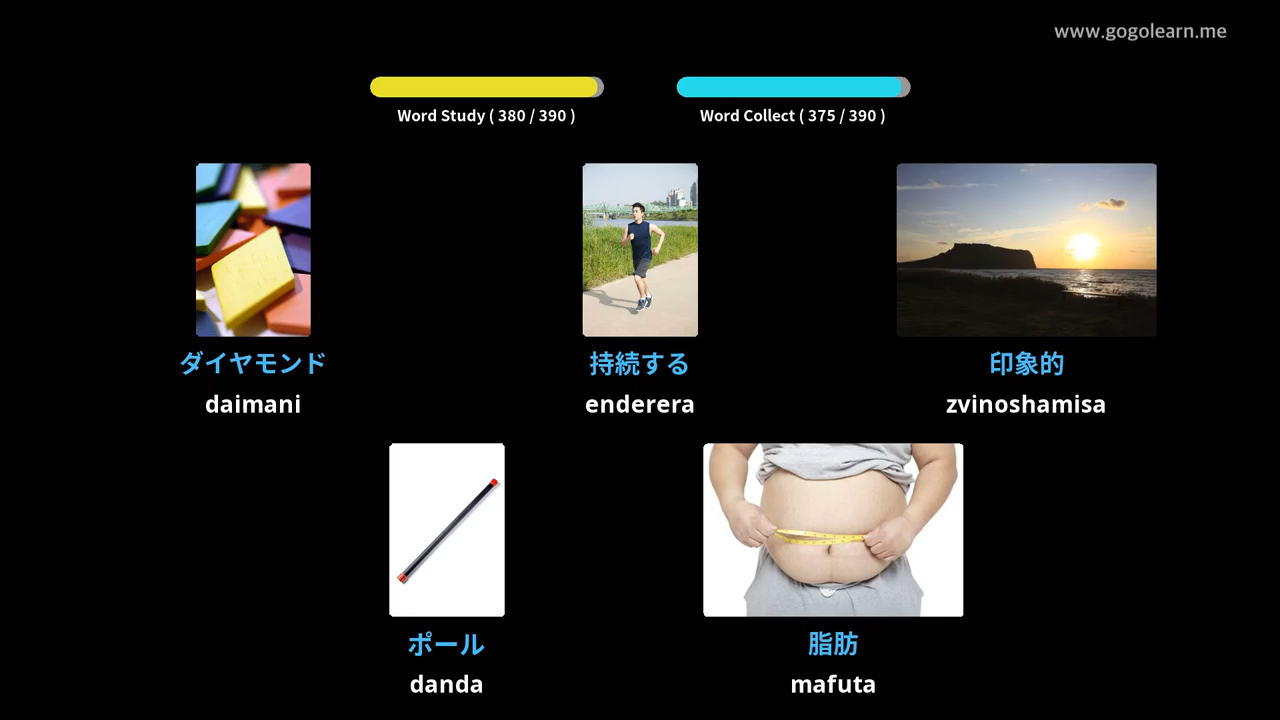 www.gogolearn.me
Word Study ( 380 / 390 )
Word Collect ( 375 / 390 )
ダイヤモンド
daimani
持続する
enderera
印象的
zvinoshamisa
ポール
danda
脂肪
mafuta